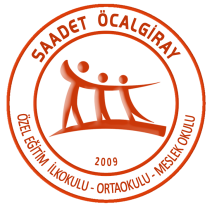 SAADET ÖCALGİRAY
2009
ÖZEL EĞİTİM İLKOKULU - ORTAOKULU - MESLEK OKULU